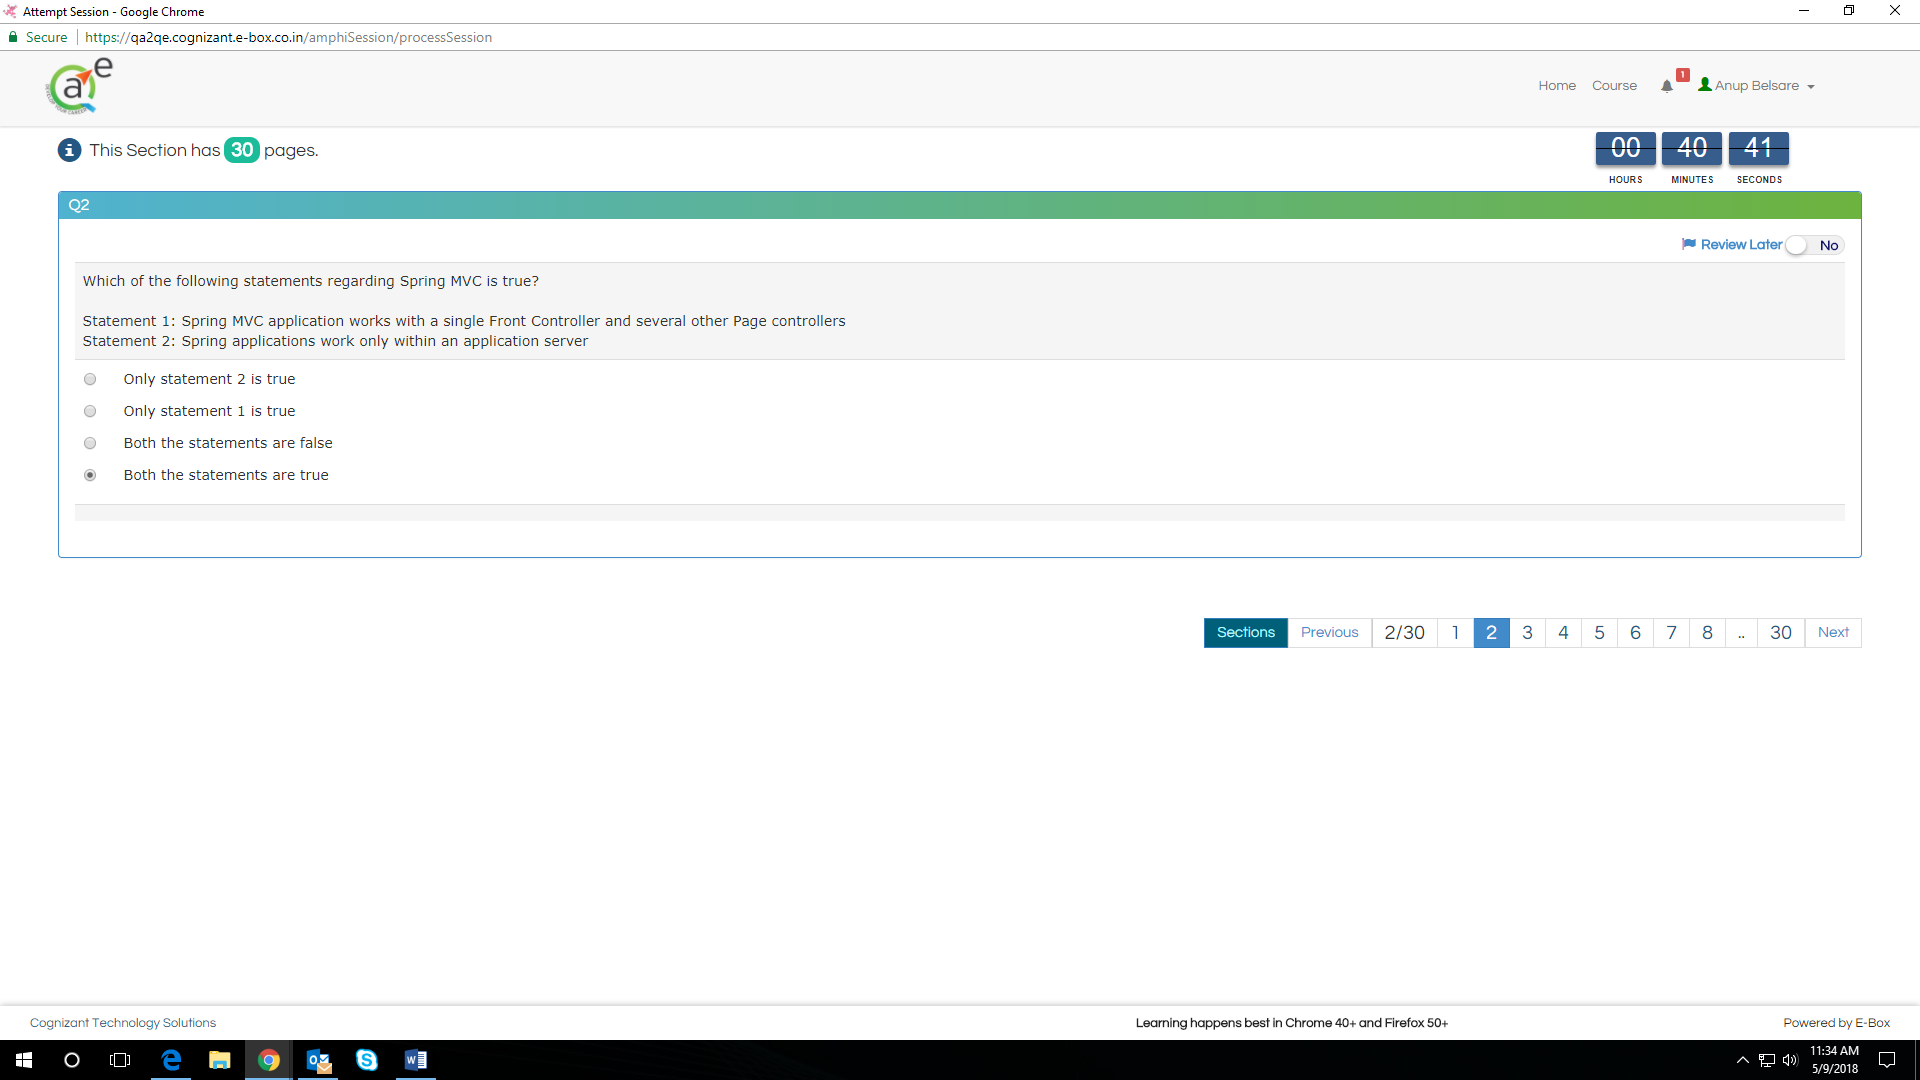 Attempt Session - Google Chrome
Secure https://qa2qe.cognizant.e-box.co.in/amphiSession/processSession
a e
Home Course 1 Anup Belsare
This Section has 30 pages.
00 40 41
HOURS MINUTES SECONDS
Q2
Review Later No
Which of the following statements regarding Spring MVC is true?
Statement 1: Spring MVC application works with a single Front Controller and several other Page controllers
Statement 2: Spring applications work only within an application server
Only statement 2 is true
Only statement 1 is true
Both the statements are false
Both the statements are true
Sections Previous 2/30 1 2 3 4 5 6 7 8 .. 30 Next
Cognizant Technology Solutions
Learning happens best in Chrome 40+ and Firefox 50+
Powered by E-Box
11:34 AM
5/9/2018